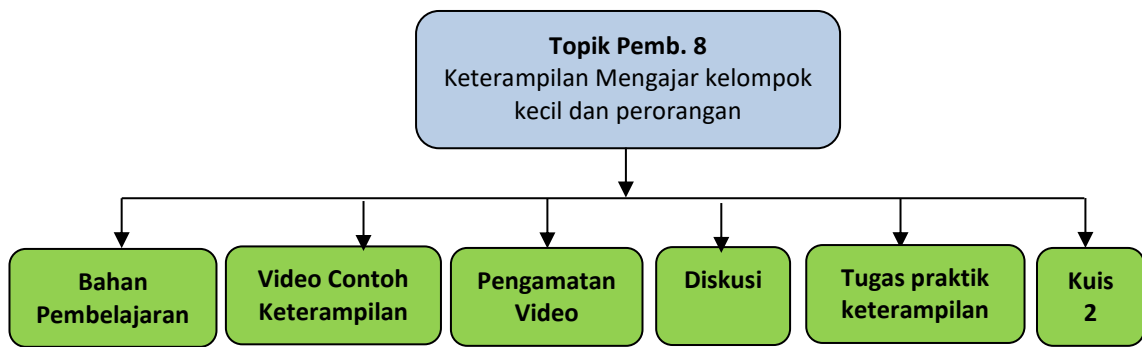 Topik Pemb. 8
Keterampilan Mengajar kelompok
kecil dan perorangan
Bahan
Pembelajaran
Video Contoh
Keterampilan
Pengamatan
Video
Diskusi
Tugas praktik
keterampilan
Kuis
2